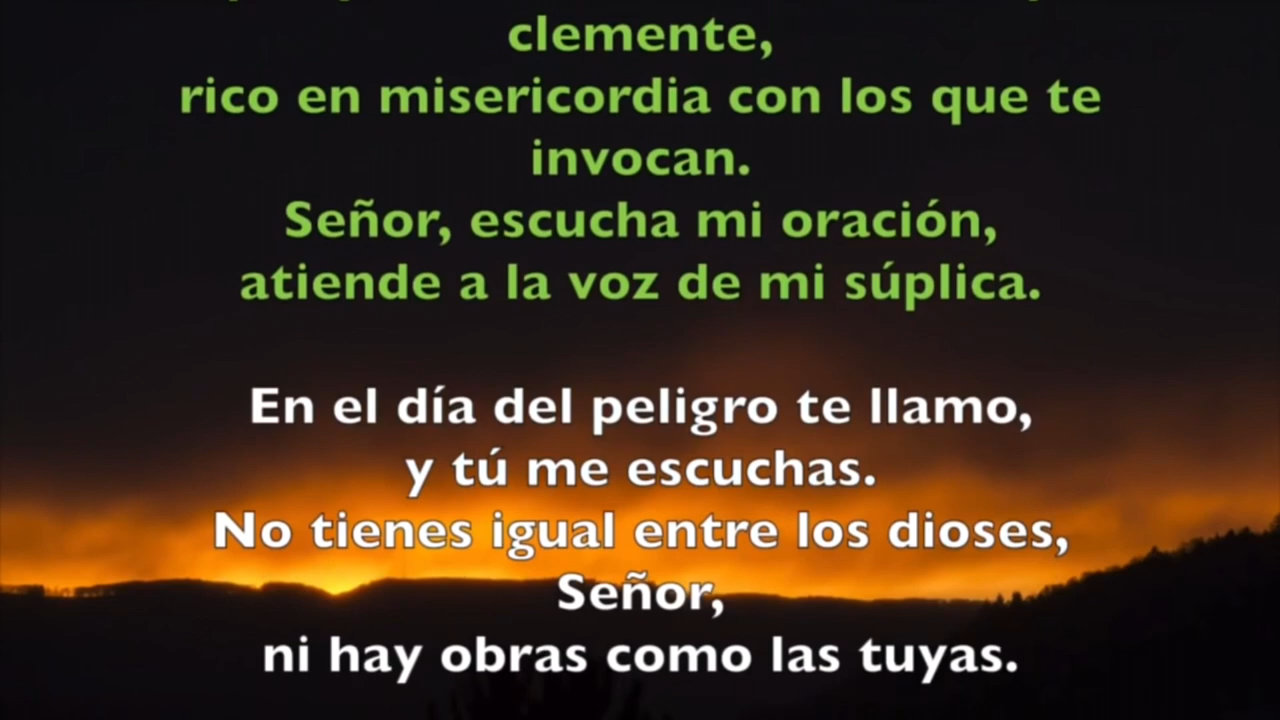 clemente,
rico en misericordia con los que te
invocan.
Señor, escucha mi oración,
atiende a la voz de mi súplica.
En el día del peligro te llamo,
y tú me escuchas.
No tienes igual entre los dioses,
Señor,
ni hay obras como las tuyas.